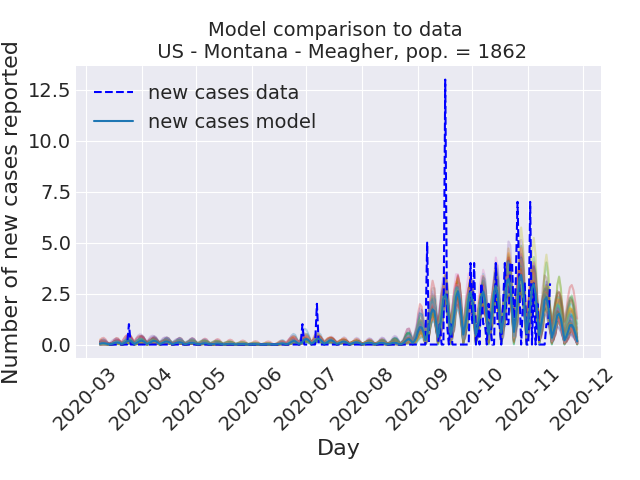 Model comparison to data
US - Montana - Meagher, pop. = 1862
Number of new cases reported
12.5
10.0
7.5
5.0
2.5
0.0
new cases data
new cases model
2020-03
2020-04
2020-05
2020-06
2020-07
2020-08
2020-09
2020-10
2020-11
2020-12
Day